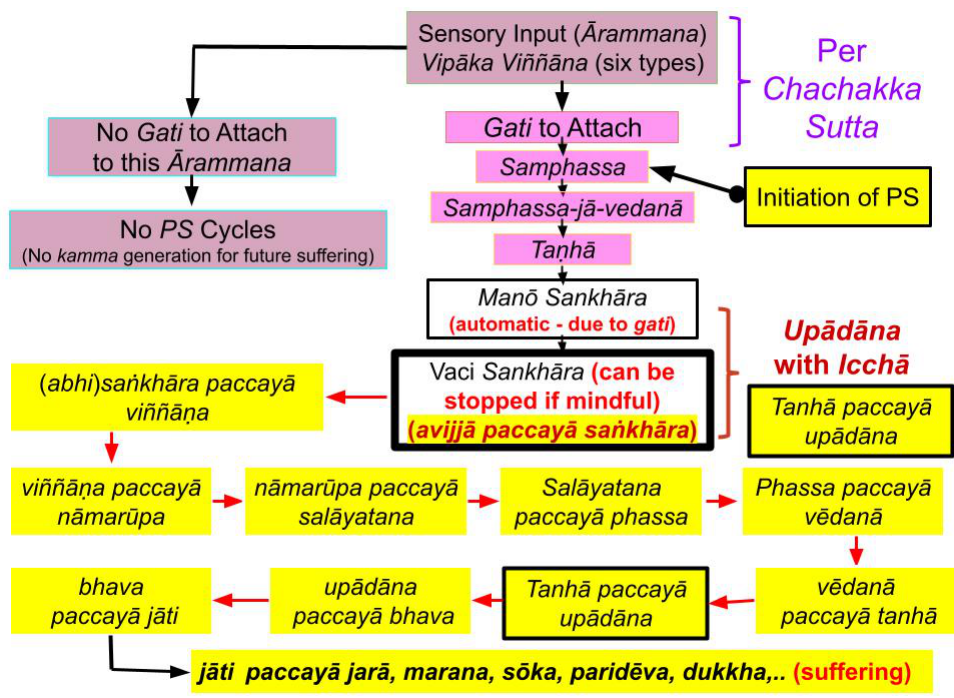 Sensory Input (Ārammana)
Vipāka Viññāna (six types)
Per
Chachakka
Sutta
No Gati to Attach
to this Ārammana
Gati to Attach
Samphassa
Initiation of PS
Samphassa-jā-vedanā
No PS Cycles
(No kamma generation for future suffering)
Taṇhā
Manō Sankhāra
(automatic - due to gati)
Upādāna
with Icchā
Vaci Sankhāra (can be
stopped if mindful)
(avijjā paccayā saṅkhāra)
Tanhā paccayā
upādāna
(abhi)saṅkhāra paccayā
viññāṇa
viññāṇa paccayā
nāmarūpa
nāmarūpa paccayā
salāyatana
Salāyatana
paccayā phassa
Phassa paccayā
vēdanā
vēdanā
paccayā tanhā
Tanhā paccayā
upādāna
upādāna
paccayā bhava
bhava
paccayā jāti
jāti paccayā jarā, marana, sōka, paridēva, dukkha,.. (suffering)